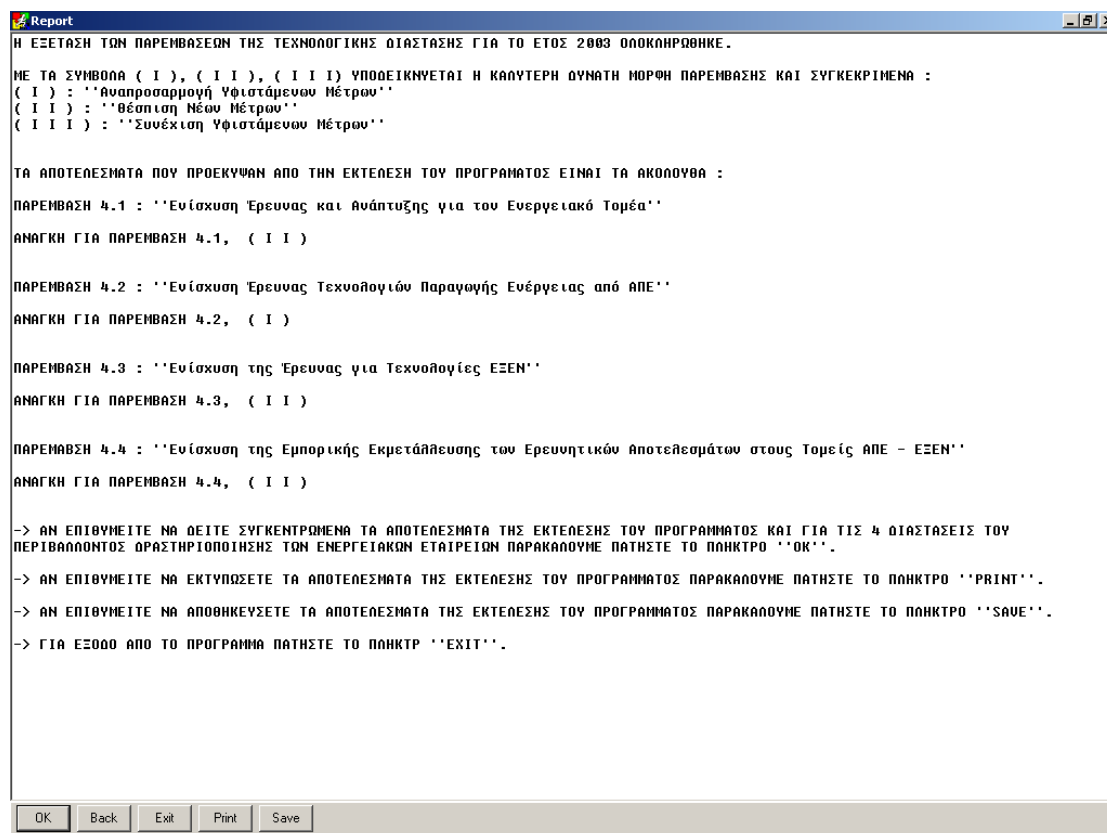 Report
Η ΕΞΕΤΑΣΗ ΤΩΝ ΠΑΡΕΜΒΑΣΕΩΝ ΤΗΣ ΤΕΧΝΟΛΟΓΙΚΗΣ ΔΙΑΣΤΑΣΗΣ ΓΙΑ ΤΟ ΕΤΟΣ 2003 ΟΛΟΚΛΗΡΩΘΗΚΕ.
ΜΕ ΤΑ ΣΥΜΒΟΛΑ ( Ι ), ( Ι Ι ), ( Ι Ι Ι) ΥΠΟΔΕΙΚΝΥΕΤΑΙ Η ΚΑΛΥΤΕΡΗ ΔΥΝΑΤΗ ΜΟΡΦΗ ΠΑΡΕΜΒΑΣΗΣ ΚΑΙ ΣΥΓΚΕΚΡΙΜΕΝΑ :
( Ι ) : ''Αναπροσαρμογή Υφιστάμενων Μέτρων''
( Ι Ι ) : ''Θέσπιση Νέων Μέτρων''
( Ι Ι Ι ) : ''Συνέχιση Υφιστάμενων Μέτρων''
ΤΑ ΑΠΟΤΕΛΕΣΜΑΤΑ ΠΟΥ ΠΡΟΕΚΥΨΑΝ ΑΠΟ ΤΗΝ ΕΚΤΕΛΕΣΗ ΤΟΥ ΠΡΟΓΡΑΜΑΤΟΣ ΕΙΝΑΙ ΤΑ ΑΚΟΛΟΥΘΑ :
ΠΑΡΕΜΒΑΣΗ 4.1 : ''Ενίσχυση Έρευνας και Ανάπτυξης για τον Ενεργειακό Τομέα''
ΑΝΑΓΚΗ ΓΙΑ ΠΑΡΕΜΒΑΣΗ 4.1, ( Ι Ι )
ΠΑΡΕΜΒΑΣΗ 4.2 : ''Ενίσχυση Έρευνας Τεχνολογιών Παραγωγής Ενέργειας από ΑΠΕ''
ΑΝΑΓΚΗ ΓΙΑ ΠΑΡΕΜΒΑΣΗ 4.2, ( Ι )
ΠΑΡΕΜΒΑΣΗ 4.3 : ''Ενίσχυση της Έρευνας για Τεχνολογίες ΕΞΕΝ''
ΑΝΑΓΚΗ ΓΙΑ ΠΑΡΕΜΒΑΣΗ 4.3, ( Ι Ι )
ΠΑΡΕΜΑΒΣΗ 4.4 : ''Ενίσχυση της Εμπορικής Εκμετάλλευσης των Ερευνητικών Αποτελεσμάτων στους Τομείς ΑΠΕ - ΕΞΕΝ''
ΑΝΑΓΚΗ ΓΙΑ ΠΑΡΕΜΒΑΣΗ 4.4, ( Ι Ι )
-> ΑΝ ΕΠΙΘΥΜΕΙΤΕ ΝΑ ΔΕΙΤΕ ΣΥΓΚΕΝΤΡΩΜΕΝΑ ΤΑ ΑΠΟΤΕΛΕΣΜΑΤΑ ΤΗΣ ΕΚΤΕΛΕΣΗΣ ΤΟΥ ΠΡΟΓΡΑΜΜΑΤΟΣ ΚΑΙ ΓΙΑ ΤΙΣ 4 ΔΙΑΣΤΑΣΕΙΣ ΤΟΥ
ΠΕΡΙΒΑΛΛΟΝΤΟΣ ΔΡΑΣΤΗΡΙΟΠΟΙΗΣΗΣ ΤΩΝ ΕΝΕΡΓΕΙΑΚΩΝ ΕΤΑΙΡΕΙΩΝ ΠΑΡΑΚΑΛΟΥΜΕ ΠΑΤΗΣΤΕ ΤΟ ΠΛΗΚΤΡΟ ''OK''.
-> ΑΝ ΕΠΙΘΥΜΕΙΤΕ ΝΑ ΕΚΤΥΠΩΣΕΤΕ ΤΑ ΑΠΟΤΕΛΕΣΜΑΤΑ ΤΗΣ ΕΚΤΕΛΕΣΗΣ ΤΟΥ ΠΡΟΓΡΑΜΜΑΤΟΣ ΠΑΡΑΚΑΛΟΥΜΕ ΠΑΤΗΣΤΕ ΤΟ ΠΛΗΚΤΡΟ ''PRINT''.
-> ΑΝ ΕΠΙΘΥΜΕΙΤΕ ΝΑ ΑΠΟΘΗΚΕΥΣΕΤΕ ΤΑ ΑΠΟΤΕΛΕΣΜΑΤΑ ΤΗΣ ΕΚΤΕΛΕΣΗΣ ΤΟΥ ΠΡΟΓΡΑΜΜΑΤΟΣ ΠΑΡΑΚΑΛΟΥΜΕ ΠΑΤΗΣΤΕ ΤΟ ΠΛΗΚΤΡΟ ''SAVE''.
-> ΓΙΑ ΕΞΟΔΟ ΑΠΟ ΤΟ ΠΡΟΓΡΑΜΜΑ ΠΑΤΗΣΤΕ ΤΟ ΠΛΗΚΤΡ ''EXIT''.
OK Back Exit Print Save